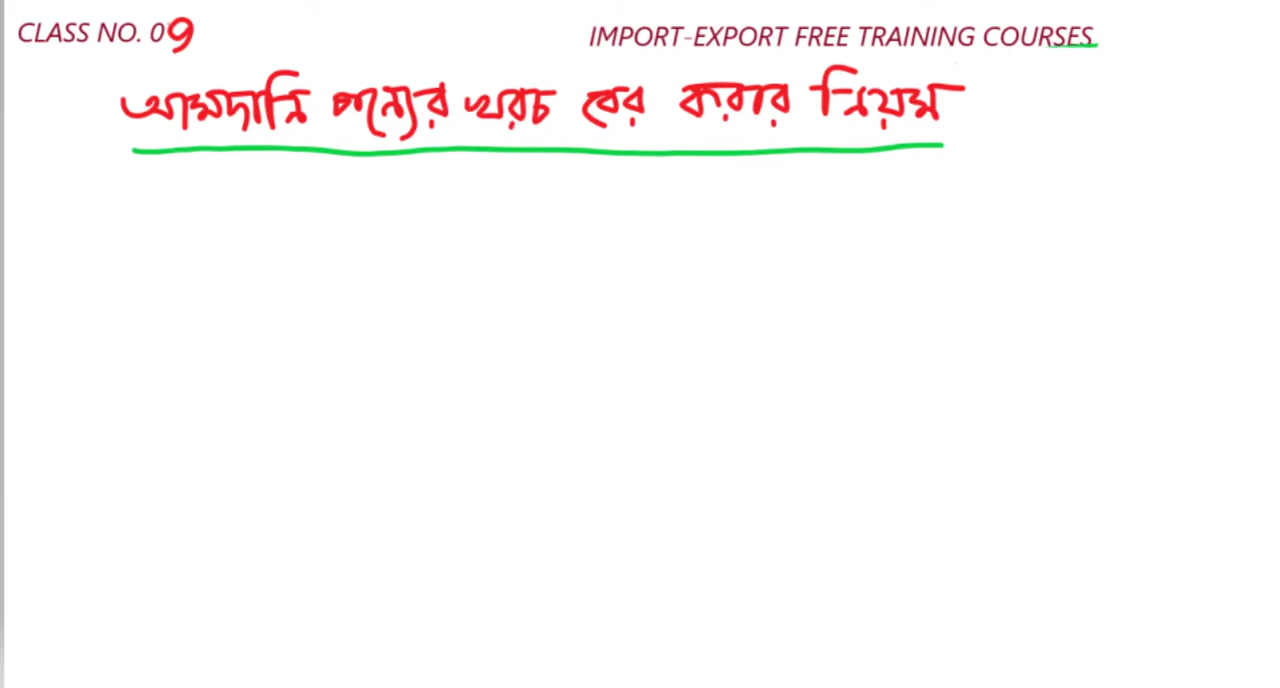 CLASS NO. 09
IMPORT-EXPORT FREE TRAINING COURSES
আমদানি পন্যের খরচ বের করার নিয়ম